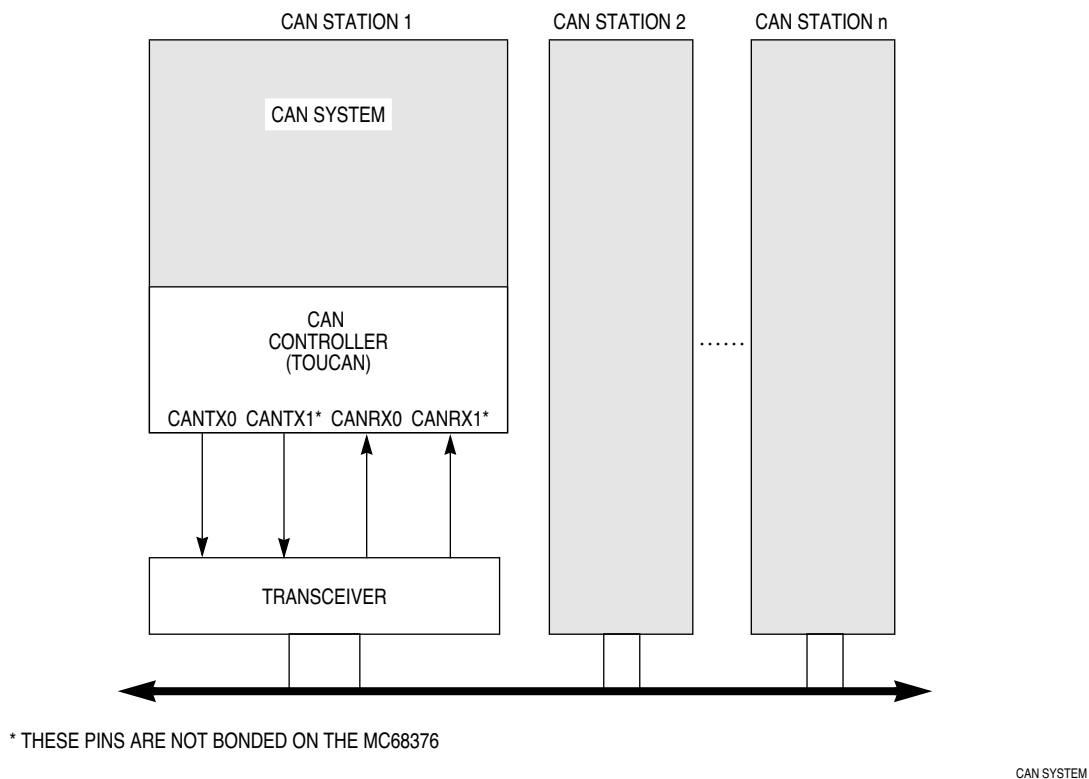 CAN STATION 1
CAN STATION 2
CAN STATION n
CAN SYSTEM
CAN
CONTROLLER
(TOUCAN)
......
CANTX0 CANTX1* CANRX0 CANRX1*
TRANSCEIVER
* THESE PINS ARE NOT BONDED ON THE MC68376
CAN SYSTEM